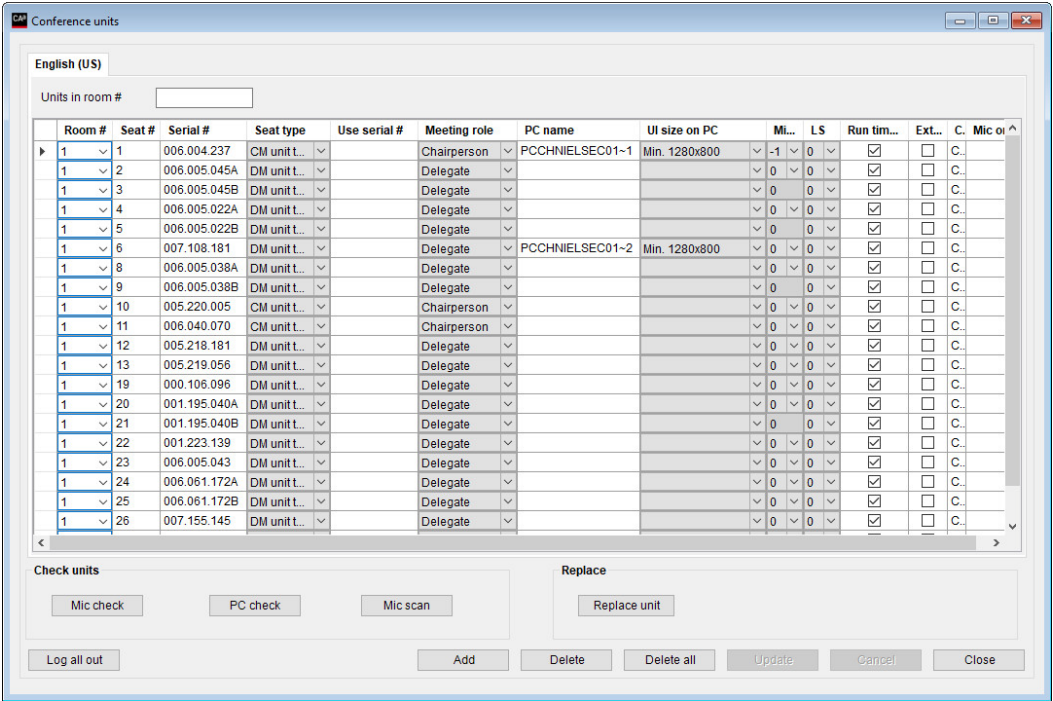 CA³ Conference units
English (US)
Units in room #
Room # Seat # Serial # Seat type Use serial # Meeting role PC name UI size on PC Mi... LS Run tim... Ext... C. Mic or
1 1 006.004.237 CM unit t... Chairperson PCCHNIELSEC01~1 Min. 1280x800 -1 0 C..
1 2 006.005.045A DM unit t... Delegate 0 0 C..
1 3 006.005.045B DM unit t... Delegate 0 0 C..
1 4 006.005.022A DM unit t... Delegate 0 0 C..
1 5 006.005.022B DM unit t... Delegate 0 0 C..
1 6 007.108.181 DM unit t... Delegate PCCHNIELSEC01~2 Min. 1280x800 0 0 C..
1 8 006.005.038A DM unit t... Delegate 0 0 C..
1 9 006.005.038B DM unit t... Delegate 0 0 C..
1 10 005.220.005 CM unit t... Chairperson 0 0 C..
1 11 006.040.070 CM unit t... Chairperson 0 0 C..
1 12 005.218.181 DM unit t... Delegate 0 0 C..
1 13 005.219.056 DM unit t... Delegate 0 0 C..
1 19 000.106.096 DM unit t... Delegate 0 0 C..
1 20 001.195.040A DM unit t... Delegate 0 0 C..
1 21 001.195.040B DM unit t... Delegate 0 0 C..
1 22 001.223.139 DM unit t... Delegate 0 0 C..
1 23 006.005.043 DM unit t... Delegate 0 0 C..
1 24 006.061.172A DM unit t... Delegate 0 0 C..
1 25 006.061.172B DM unit t... Delegate 0 0 C..
1 26 007.155.145 DM unit t... Delegate 0 0 C..
Check units Replace
Mic check PC check Mic scan Replace unit
Log all out Add Delete Delete all Update Cancel Close